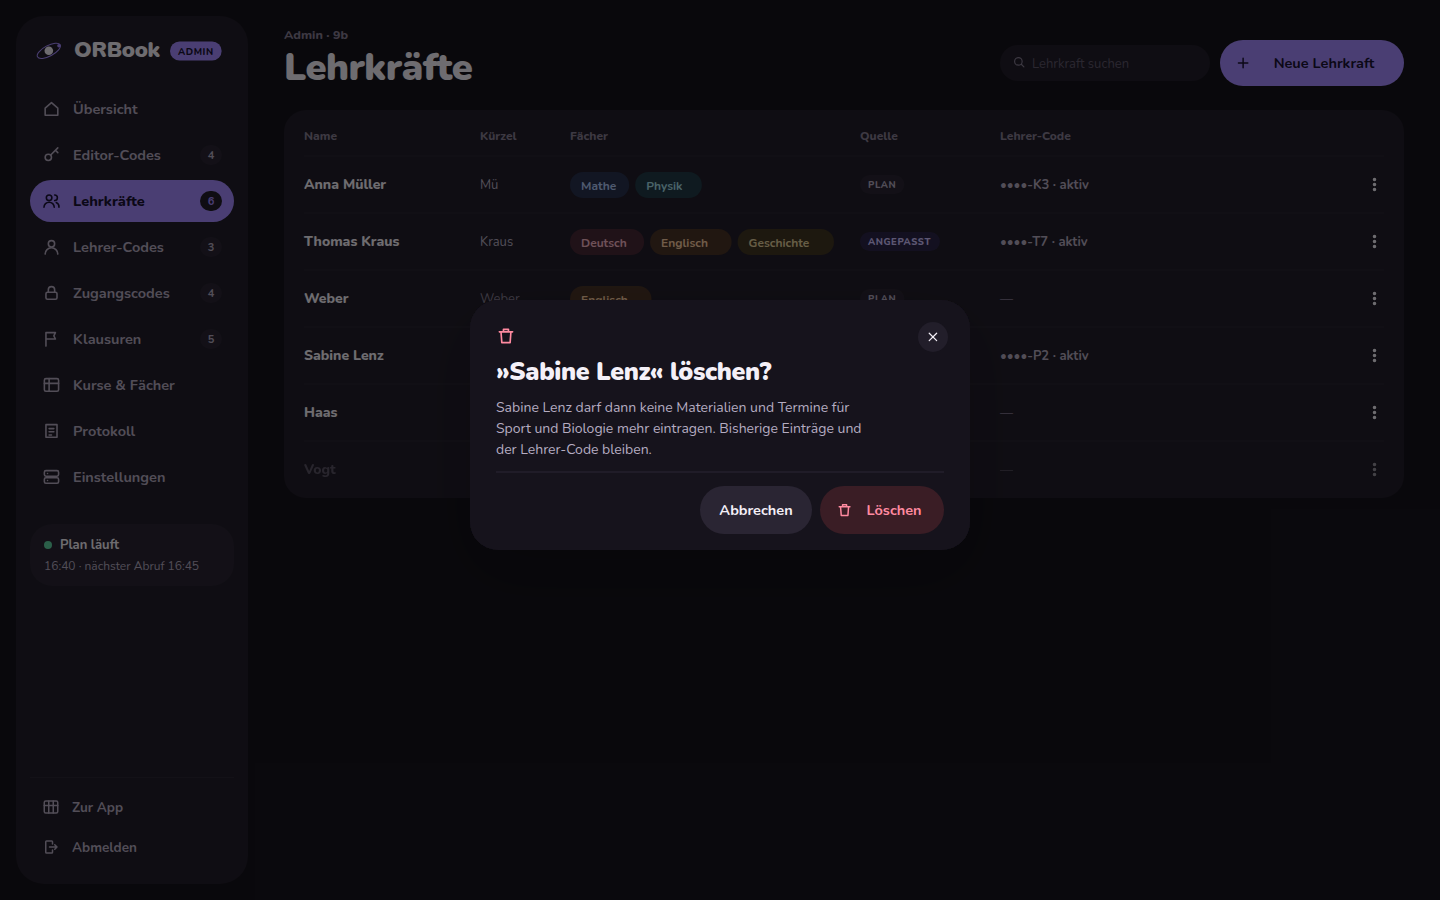 ORBook ADMIN
Übersicht
Editor-Codes 4
Lehrkräfte 6
Lehrer-Codes 3
Zugangscodes 4
Klausuren 5
Kurse & Fächer
Protokoll
Einstellungen
Plan läuft
16:40 · nächster Abruf 16:45
Zur App
Abmelden
Admin · 9b
Lehrkräfte
Lehrkraft suchen
+ Neue Lehrkraft
Name Kürzel Fächer Quelle Lehrer-Code
Anna Müller Mü Mathe Physik PLAN ●●●●-K3 · aktiv
Thomas Kraus Kraus Deutsch Englisch Geschichte ANGEPASST ●●●●-T7 · aktiv
Weber Weber Englisch PLAN —
Sabine Lenz ●●●●-P2 · aktiv
Haas —
Vogt —
»Sabine Lenz« löschen?
Sabine Lenz darf dann keine Materialien und Termine für
Sport und Biologie mehr eintragen. Bisherige Einträge und
der Lehrer-Code bleiben.
Abbrechen
Löschen